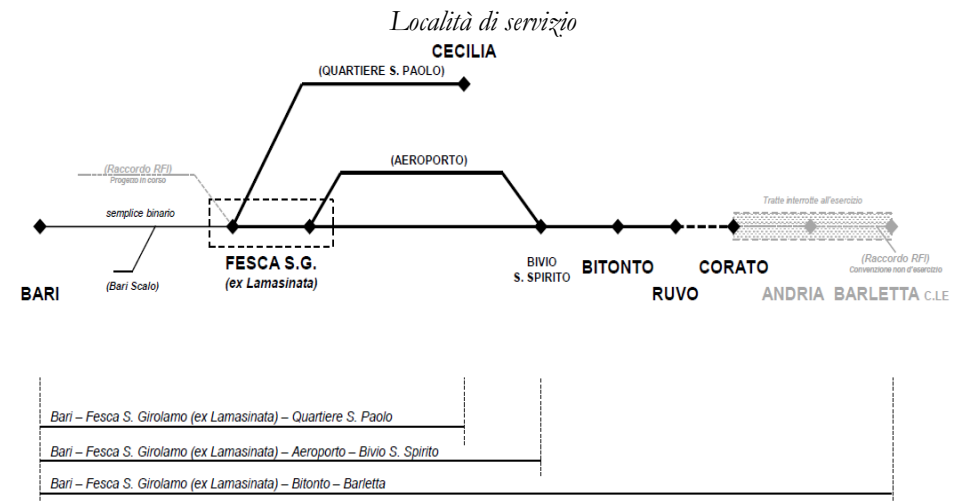 Località di servizio
CECILIA
(QUARTIERE S. PAOLO)
(AEROPORTO)
(Raccordo RFI)
Progetto in corso
Tratte interrotte all'esercizio
semplice binario
(Bari Scalo)
FESCA S.G.
(ex Lamasinata)
BIVIO
S. SPIRITO
BITONTO
CORATO
(Raccordo RFI)
Convenzione non d'esercizio
BARI
RUVO
ANDRIA
BARLETTA C.LE
Bari – Fesca S. Girolamo (ex Lamasinata) – Quartiere S. Paolo
Bari – Fesca S. Girolamo (ex Lamasinata) – Aeroporto – Bivio S. Spirito
Bari – Fesca S. Girolamo (ex Lamasinata) – Bitonto – Barletta